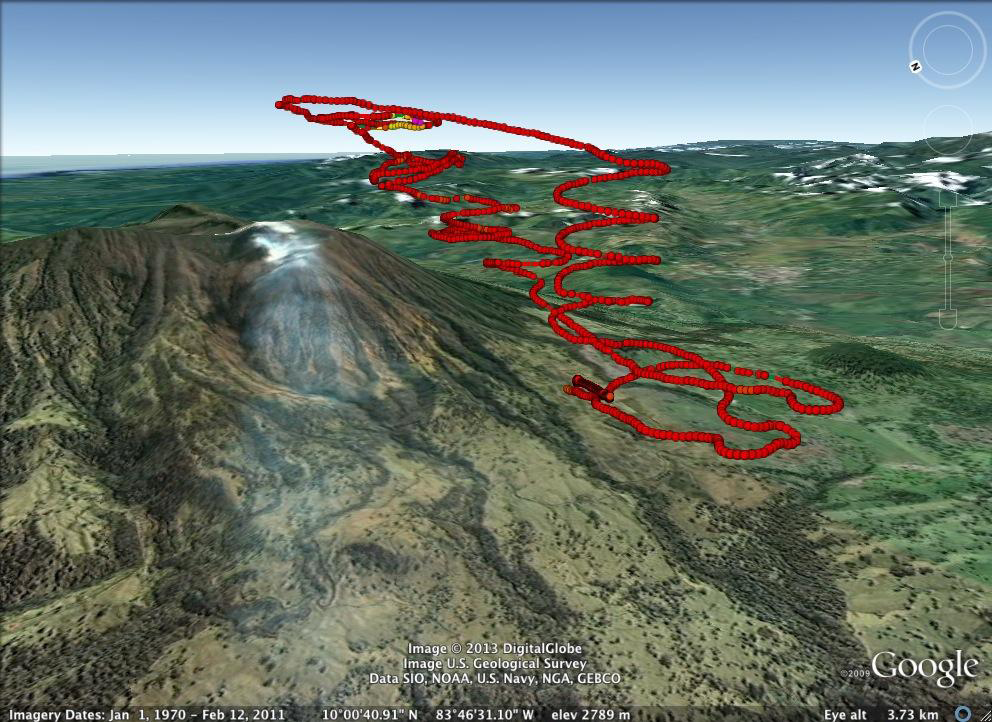 N
Image © 2013 DigitalGlobe
Image U.S. Geological Survey
Data SIO, NOAA, U.S. Navy, NGA, GEBCO
©2009 Google
Imagery Dates: Jan 1, 1970 - Feb 12, 2011 10°00'40.91" N 83°46'31.10" W elev 2789 m Eye alt 3.73 km